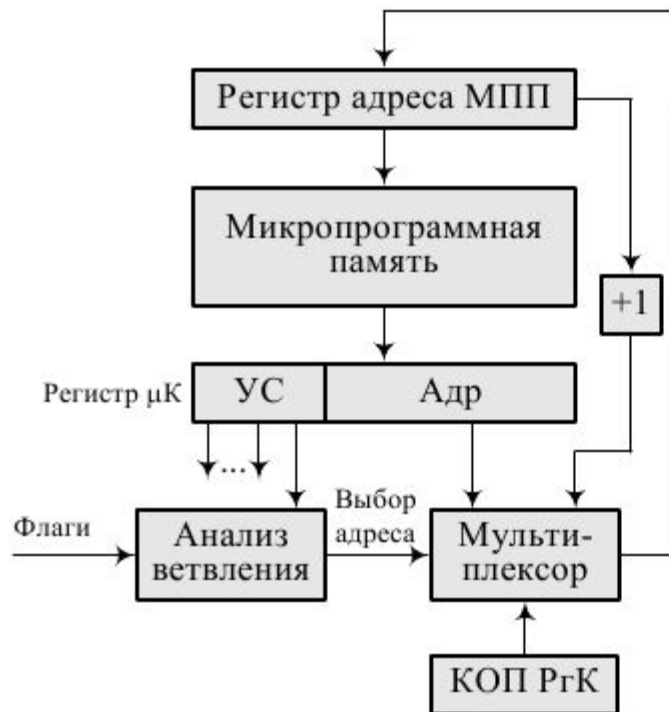 Регистр адреса МПП
Микропрограммная
память
+1
Регистр μК
УС
Адр
...
Флаги
Анализ
ветвления
Выбор
адреса
Мульти-
плексор
КОП РгК